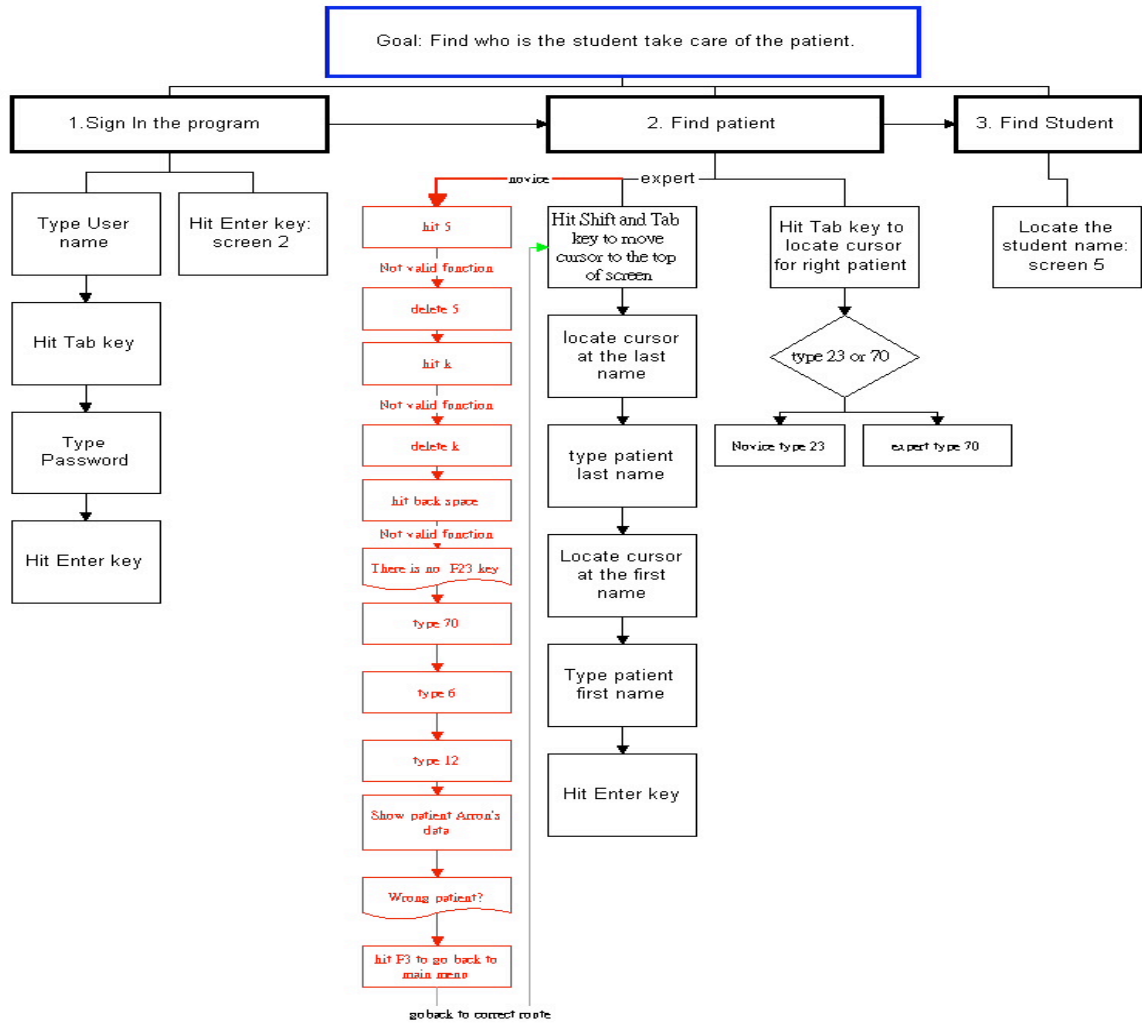 Goal: Find who is the student take care of the patient.
1.Sign In the program
2. Find patient
3. Find Student
Type User
name
Hit Tab key
Type
Password
Hit Enter key
Hit Enter key:
screen 2
novice
expert
hit 5
Not valid function
delete 5
hit k
Not valid function
delete k
hit back space
Not valid function
There is no F23 key
type 70
type 6
type 12
Show patient Arron's
data
Wrong patient?
hit F3 to go back to
main menu
go back to correct route
Hit Shift and Tab
key to move
cursor to the top
of screen
locate cursor
at the last
name
type patient
last name
Locate cursor
at the first
name
Type patient
first name
Hit Enter key
Hit Tab key to
locate cursor
for right patient
type 23 or 70
Novice type 23
expert type 70
Locate the
student name:
screen 5